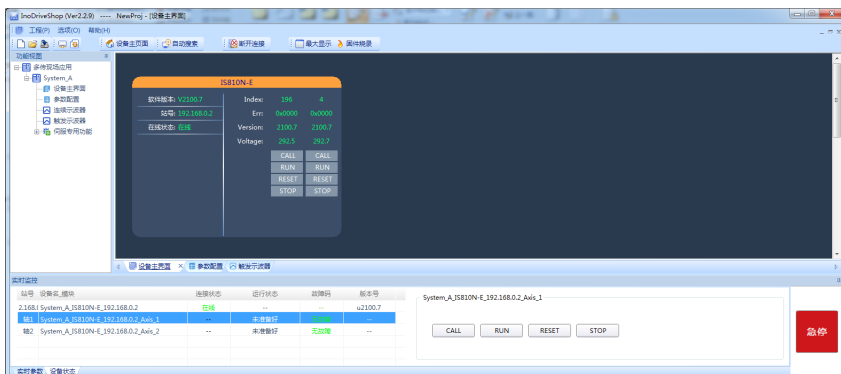 InoDriveShop (Ver2.2.9) ---- NewProj - [设备主界面]
工程(P) 选项(O) 帮助(H)
设备主页面 自动搜索 断开连接 最大显示 固件烧录
功能视图
多传现场应用
System_A
设备主界面
参数配置
连续示波器
触发示波器
伺服专用功能
IS810N-E
软件版本: V2100.7
站号: 192.168.0.2
在线状态: 在线
Index: 196 4
Err: 0x0000 0x0000
Version: 2100.7 2100.7
Voltage: 292.5 292.7
CALL CALL
RUN RUN
RESET RESET
STOP STOP
设备主界面 × 参数配置 触发示波器
实时监控
站号 设备名_模块 连接状态 运行状态 故障码 版本号
2.168.( System_A_IS810N-E_192.168.0.2 在线 -- -- u2100.7
轴1 System_A_IS810N-E_192.168.0.2_Axis_1 -- 未准备好 无故障 --
轴2 System_A_IS810N-E_192.168.0.2_Axis_2 -- 未准备好 无故障 --
System_A_IS810N-E_192.168.0.2_Axis_1
CALL RUN RESET STOP
急停
实时参数 设备状态